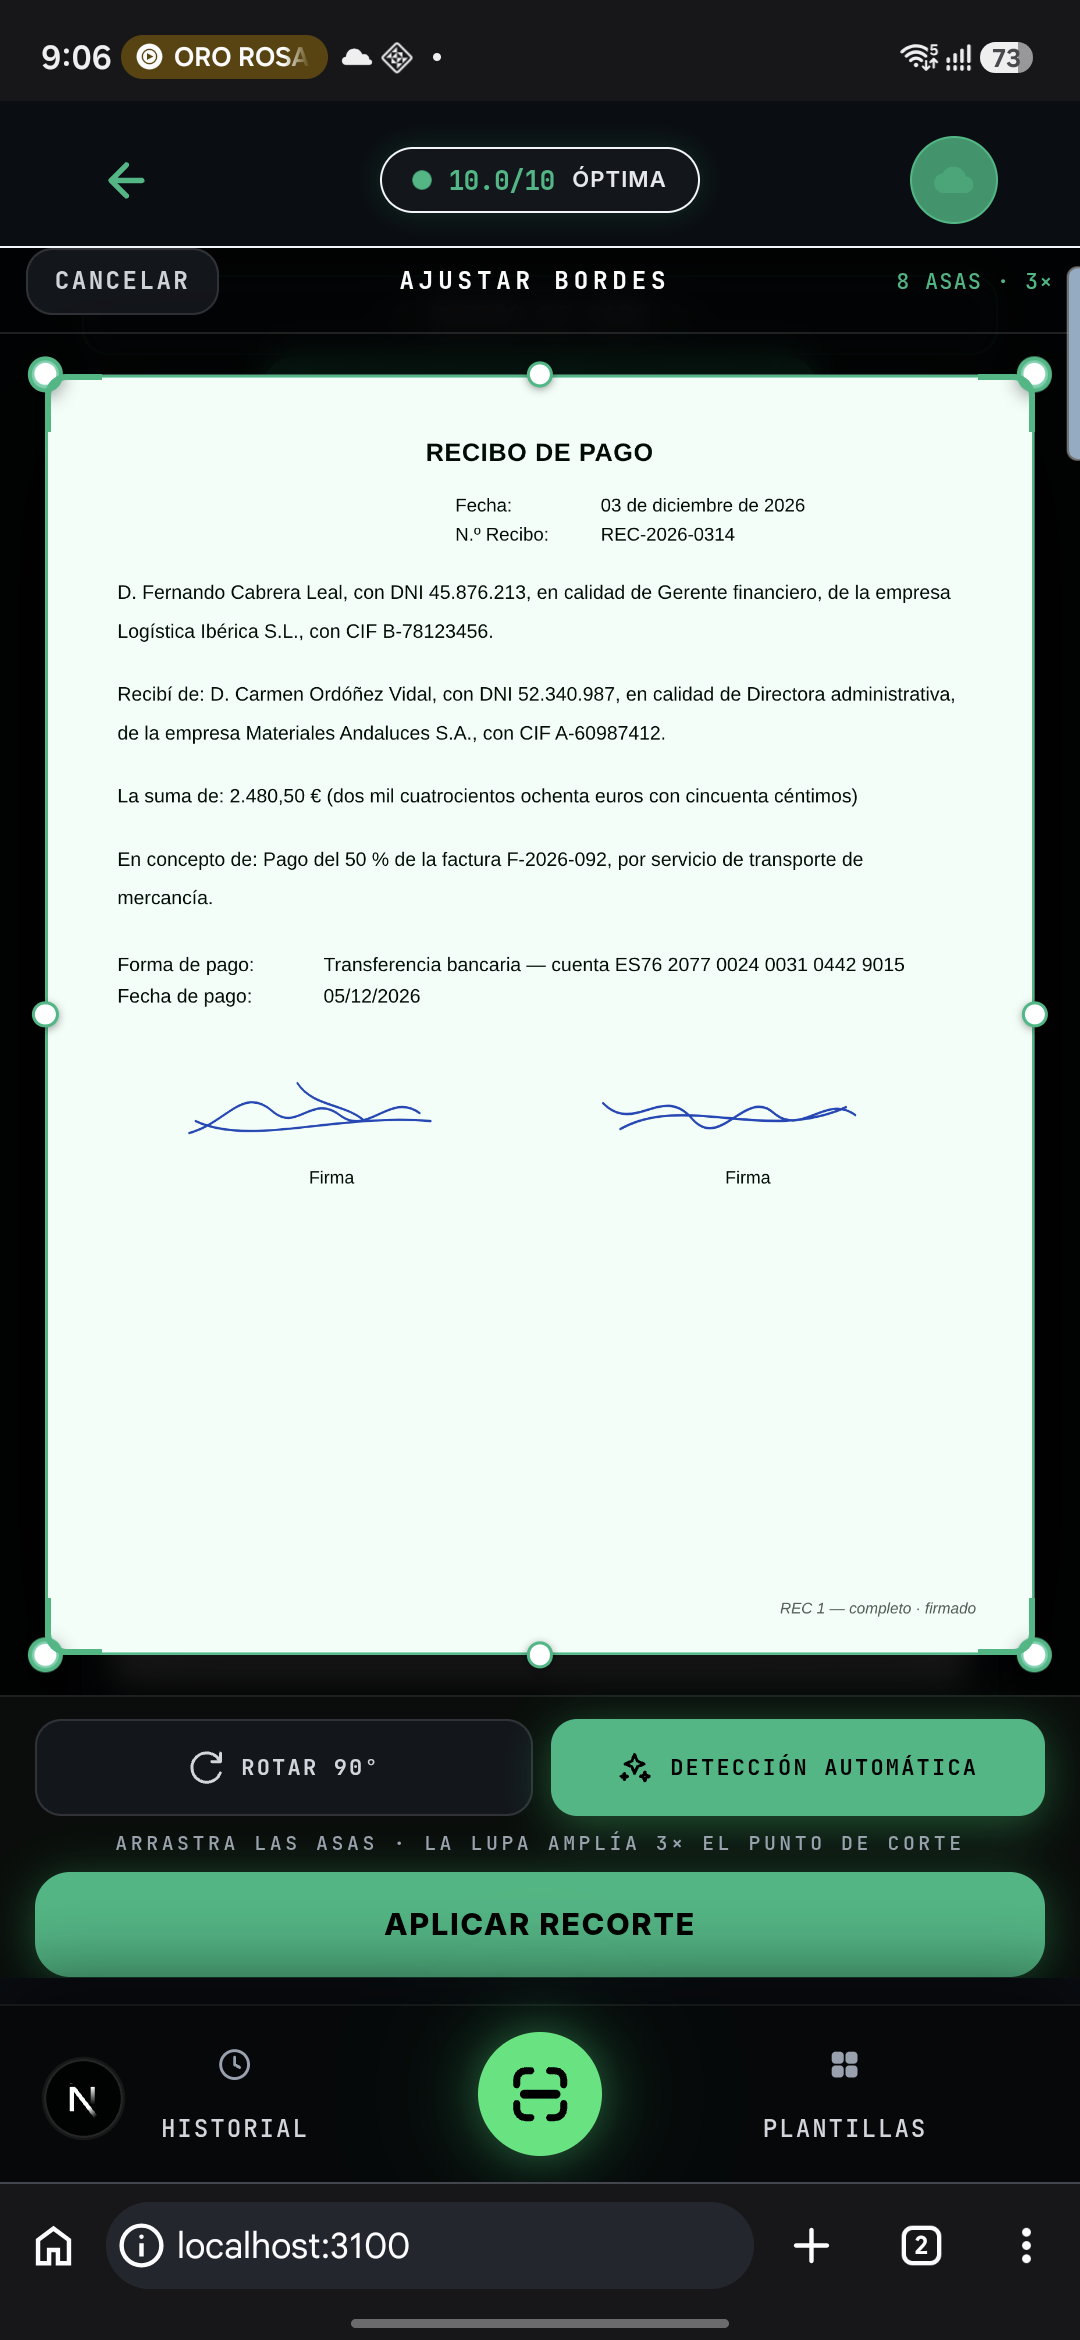 9:06
ORO ROSA
5
73
10.0/10 ÓPTIMA
CANCELAR
AJUSTAR BORDES
8 ASAS · 3×
RECIBO DE PAGO
Fecha: 03 de diciembre de 2026
N.º Recibo: REC-2026-0314
D. Fernando Cabrera Leal, con DNI 45.876.213, en calidad de Gerente financiero, de la empresa
Logística Ibérica S.L., con CIF B-78123456.
Recibí de: D. Carmen Ordóñez Vidal, con DNI 52.340.987, en calidad de Directora administrativa,
de la empresa Materiales Andaluces S.A., con CIF A-60987412.
La suma de: 2.480,50 € (dos mil cuatrocientos ochenta euros con cincuenta céntimos)
En concepto de: Pago del 50 % de la factura F-2026-092, por servicio de transporte de
mercancía.
Forma de pago: Transferencia bancaria — cuenta ES76 2077 0024 0031 0442 9015
Fecha de pago: 05/12/2026
Firma Firma
REC 1 — completo · firmado
ROTAR 90°
DETECCIÓN AUTOMÁTICA
ARRASTRA LAS ASAS · LA LUPA AMPLÍA 3× EL PUNTO DE CORTE
APLICAR RECORTE
N
HISTORIAL
PLANTILLAS
localhost:3100
2